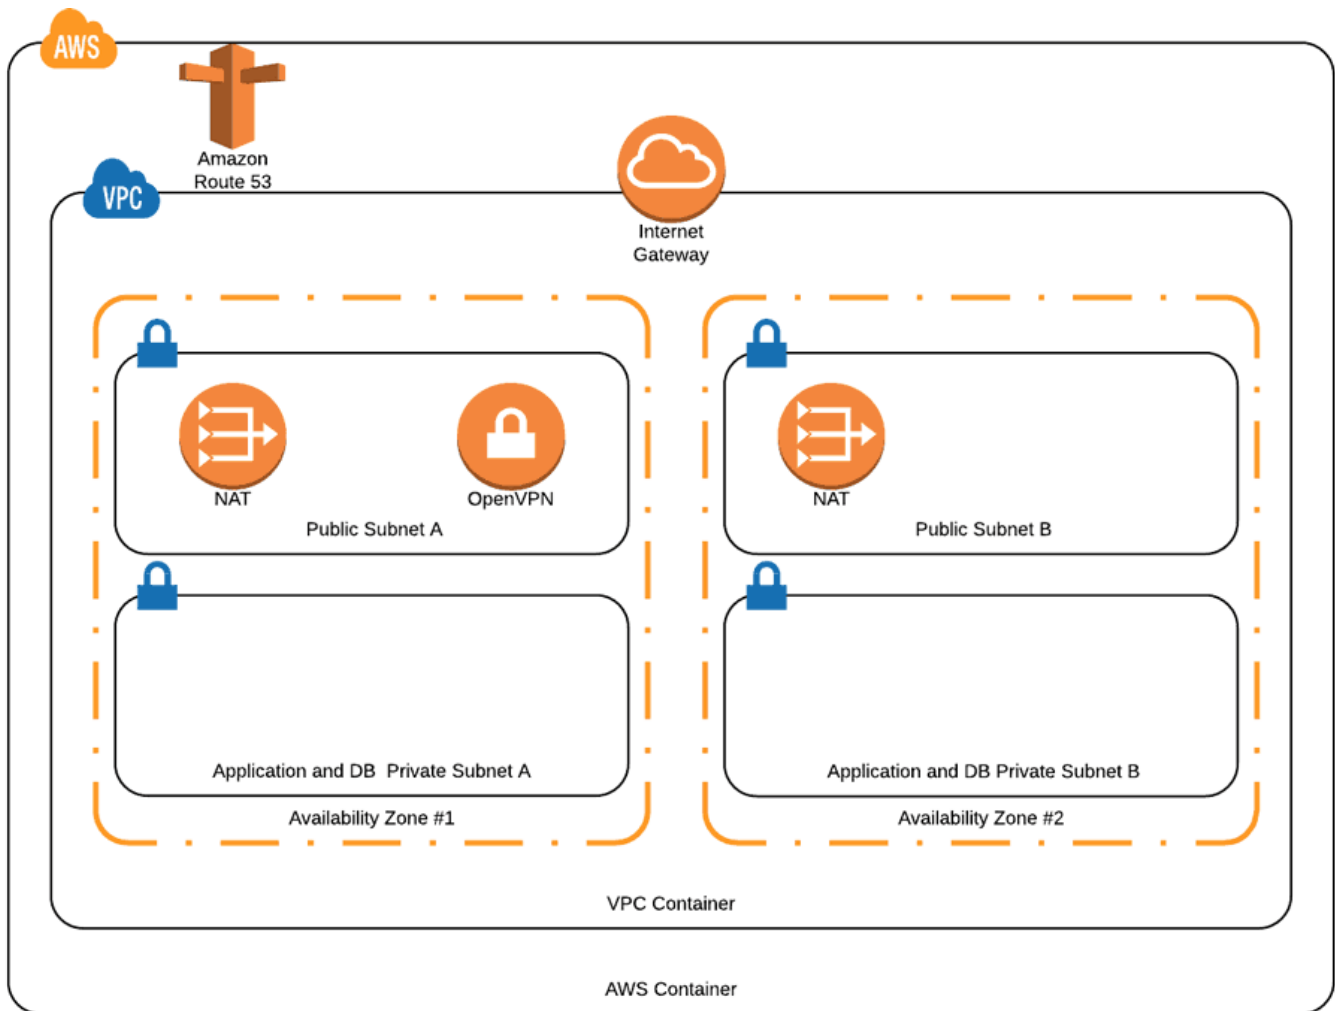 AWS
Amazon
Route 53
VPC
Internet
Gateway
NAT
OpenVPN
Public Subnet A
NAT
Public Subnet B
Application and DB  Private Subnet A
Availability Zone #1
Application and DB Private Subnet B
Availability Zone #2
VPC Container
AWS Container